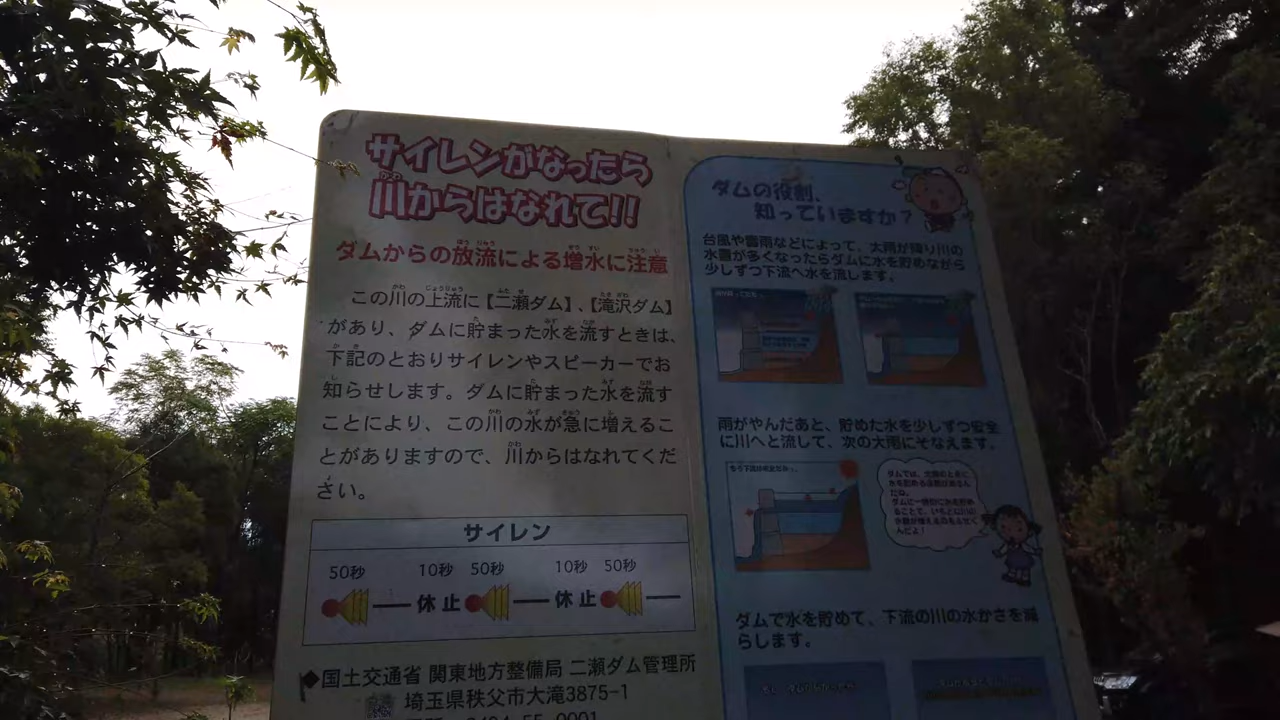 サイレンがなったら
川からはなれて!!
ダムからの放流による増水に注意
この川の上流に【二瀬ダム】、【滝沢ダム】
があり、ダムに貯まった水を流すときは、
下記のとおりサイレンやスピーカーでお
知らせします。ダムに貯まった水を流す
ことにより、この川の水が急に増えるこ
とがありますので、川からはなれてくだ
さい。
サイレン
50秒 10秒 50秒 10秒 50秒
休止 休止
◆国土交通省 関東地方整備局 二瀬ダム管理所
埼玉県秩父市大滝3875-1
ダムの役割、
知っていますか?
台風や雷雨などによって、大雨が降り川の
水量が多くなったらダムに水を貯めながら
少しずつ下流へ水を流します。
雨がやんだあと、貯めた水を少しずつ安全
に川へと流して、次の大雨にそなえます。
ダムで水を貯めて、下流の川の水かさを減
らします。